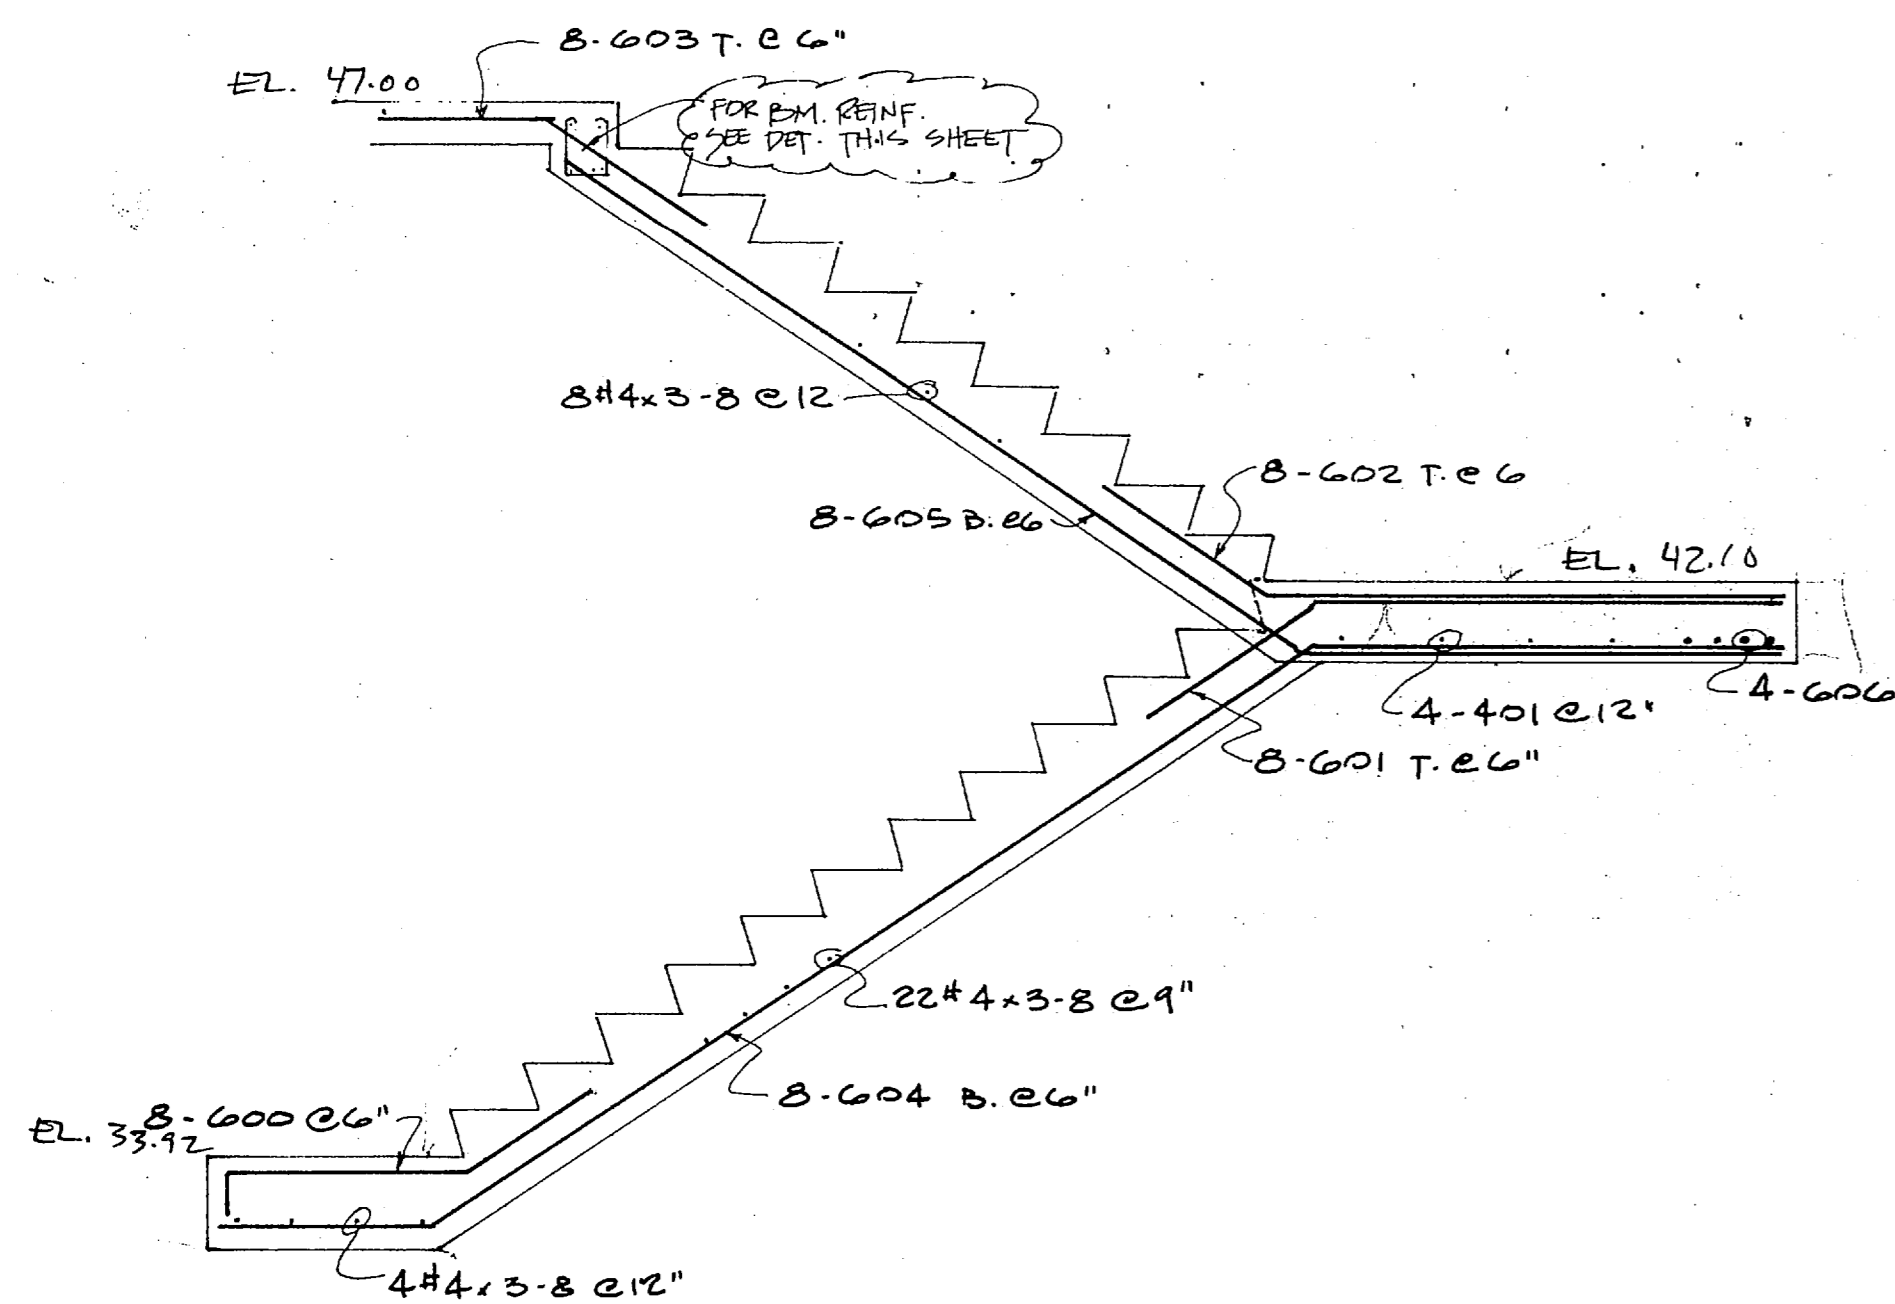 8-603 T. @ 6"
EL. 47.00
FOR BM. REINF.
SEE DET. THIS SHEET
8#4x3-8 @ 12
8-602 T. @ 6
8-605 B. @6
EL. 42.10
4-606
4-401 @ 12"
8-601 T. @ 6"
22#4x3-8 @ 9"
8-604 B. @6"
8-600 @6"
EL. 33.92
4#4x3-8 @12"